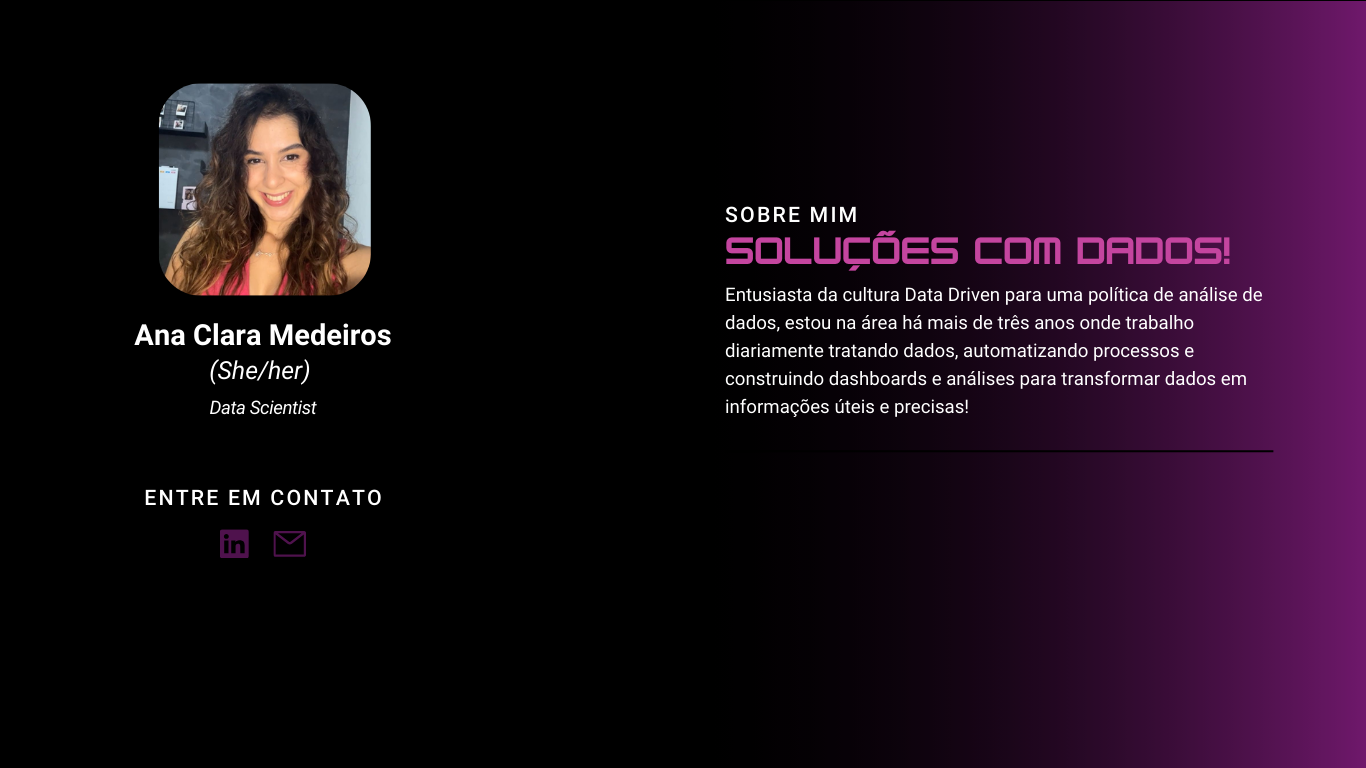 Ana Clara Medeiros
(She/her)
Data Scientist
ENTRE EM CONTATO
in
SOBRE MIM
SOLUÇÕES COM DADOS!
Entusiasta da cultura Data Driven para uma política de análise de
dados, estou na área há mais de três anos onde trabalho
diariamente tratando dados, automatizando processos e
construindo dashboards e análises para transformar dados em
informações úteis e precisas!